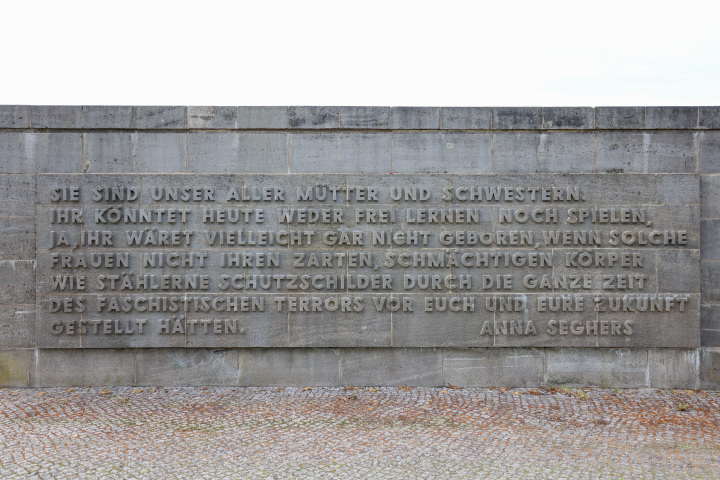 SIE SIND UNSER ALLER MÜTTER UND SCHWESTERN.
IHR KÖNNTET HEUTE WEDER FREI LERNEN NOCH SPIELEN,
JA, IHR WÄRET VIELLEICHT GAR NICHT GEBOREN, WENN SOLCHE
FRAUEN NICHT IHREN ZARTEN, SCHMÄCHTIGEN KÖRPER
WIE STÄHLERNE SCHUTZSCHILDER DURCH DIE GANZE ZEIT
DES FASCHISTISCHEN TERRORS VOR EUCH UND EURE ZUKUNFT
GESTELLT HÄTTEN. ANNA SEGHERS